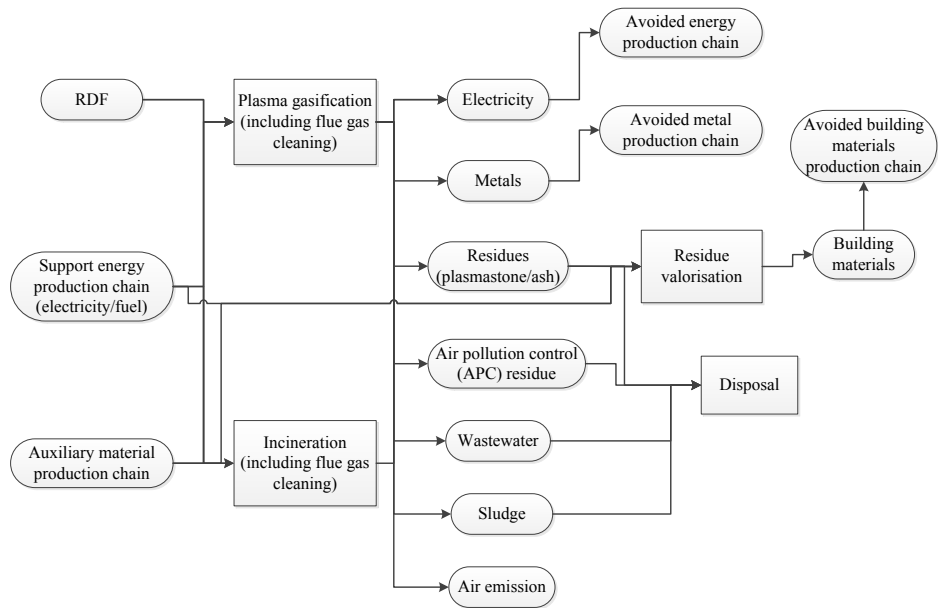 Avoided energy
production chain
RDF
Plasma gasification
(including flue gas
cleaning)
Electricity
Avoided metal
production chain
Avoided building
materials
production chain
Metals
Support energy
production chain
(electricity/fuel)
Residues
(plasmastone/ash)
Residue
valorisation
Building
materials
Air pollution control
(APC) residue
Disposal
Auxiliary material
production chain
Incineration
(including flue gas
cleaning)
Wastewater
Sludge
Air emission